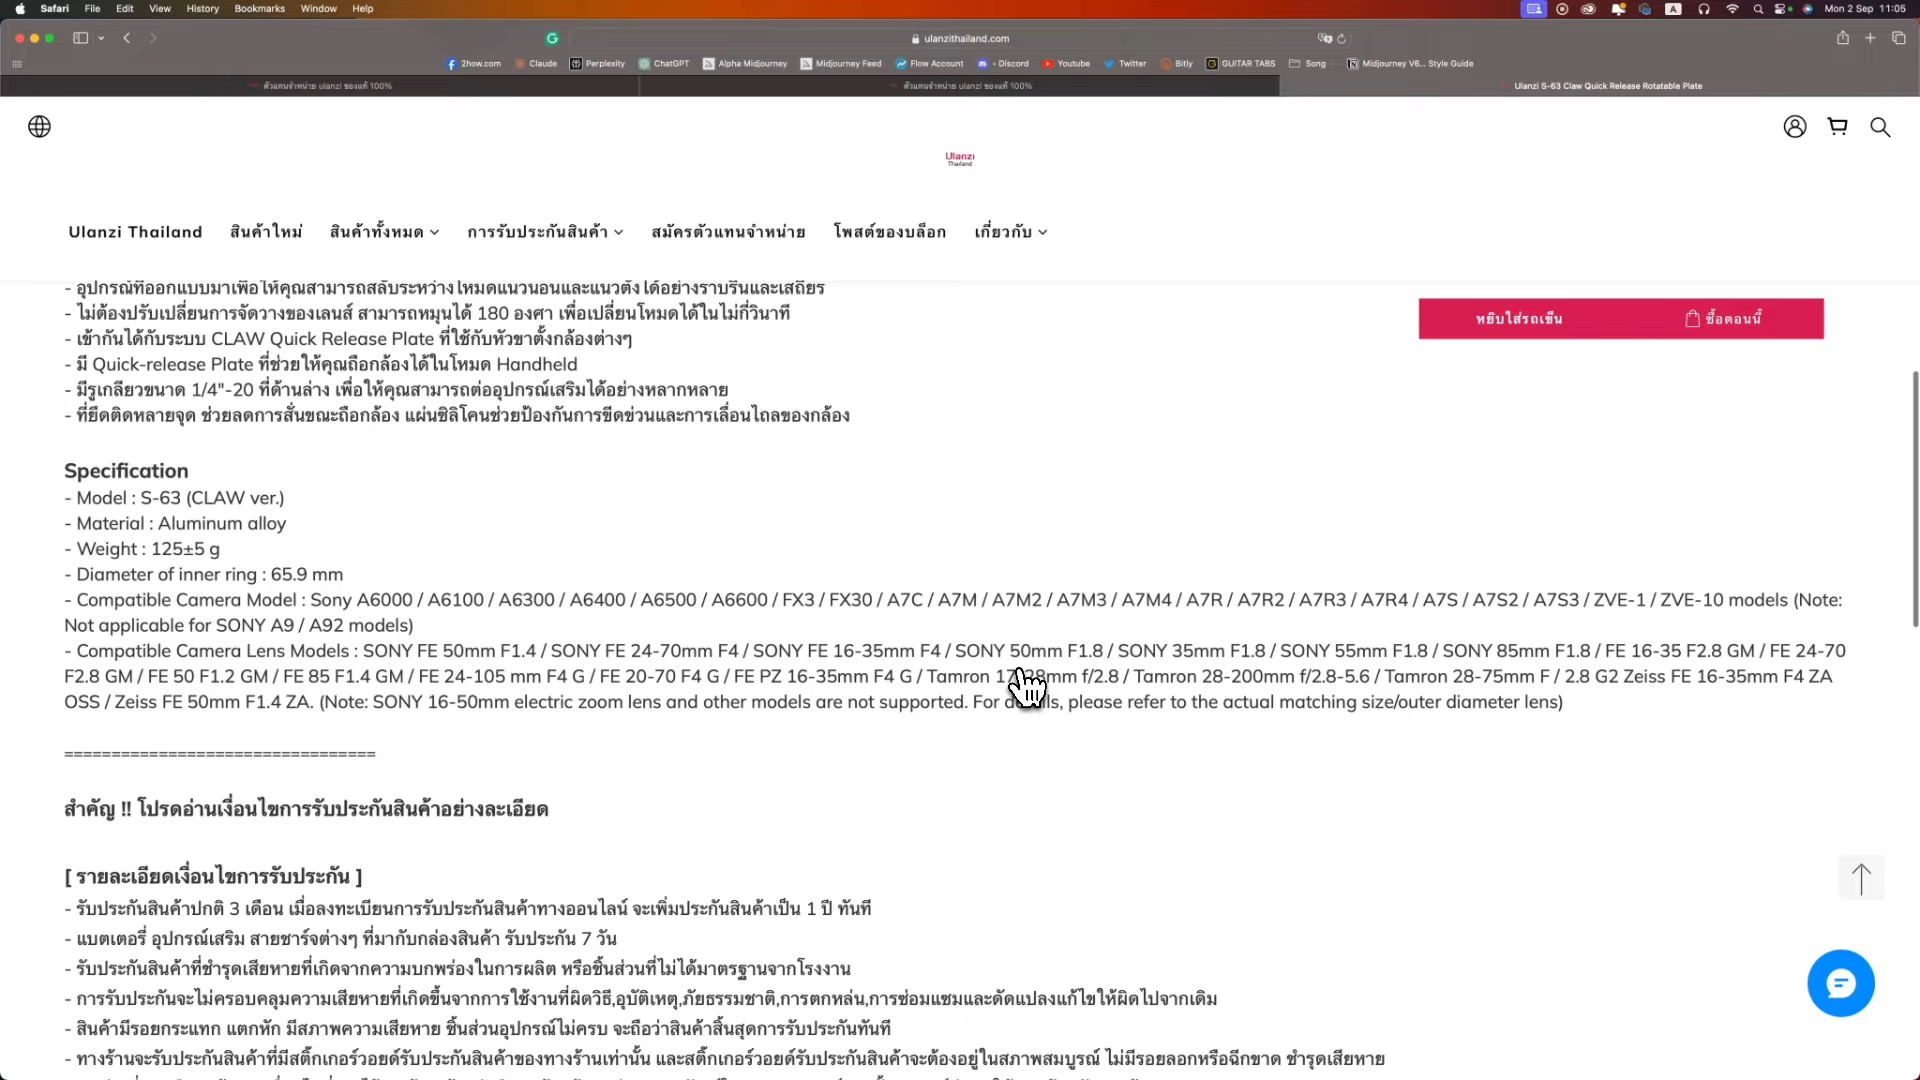 Safari File Edit View History Bookmarks Window Help
A
Mon 2 Sep 11:05
ulanzithailand.com
2how.com Claude Perplexity ChatGPT Alpha Midjourney Midjourney Feed Flow Account • Discord Youtube Twitter Bitly GUITAR TABS Song Midjourney V6... Style Guide
ตัวแทนจำหน่าย ulanzi ของแท้ 100%
ตัวแทนจำหน่าย ulanzi ของแท้ 100%
Ulanzi S-63 Claw Quick Release Rotatable Plate
Ulanzi
Thailand
Ulanzi Thailand สินค้าใหม่ สินค้าทั้งหมด การรับประกันสินค้า สมัครตัวแทนจำหน่าย โพสต์ของบล็อก เกี่ยวกับ
- อุปกรณ์ที่ออกแบบมาเพื่อให้คุณสามารถสลับระหว่างโหมดแนวนอนและแนวตั้งได้อย่างราบรื่นและเสถียร
- ไม่ต้องปรับเปลี่ยนการจัดวางของเลนส์ สามารถหมุนได้ 180 องศา เพื่อเปลี่ยนโหมดได้ในไม่กี่วินาที
- เข้ากันได้กับระบบ CLAW Quick Release Plate ที่ใช้กับหัวขาตั้งกล้องต่างๆ
- มี Quick-release Plate ที่ช่วยให้คุณถือกล้องได้ในโหมด Handheld
- มีรูเกลียวขนาด 1/4"-20 ที่ด้านล่าง เพื่อให้คุณสามารถต่ออุปกรณ์เสริมได้อย่างหลากหลาย
- ที่ยึดติดหลายจุด ช่วยลดการสั่นขณะถือกล้อง แผ่นซิลิโคนช่วยป้องกันการขีดข่วนและการเลื่อนไถลของกล้อง
หยิบใส่รถเข็น
ซื้อตอนนี้
Specification
- Model : S-63 (CLAW ver.)
- Material : Aluminum alloy
- Weight : 125±5 g
- Diameter of inner ring : 65.9 mm
- Compatible Camera Model : Sony A6000 / A6100 / A6300 / A6400 / A6500 / A6600 / FX3 / FX30 / A7C / A7M / A7M2 / A7M3 / A7M4 / A7R / A7R2 / A7R3 / A7R4 / A7S / A7S2 / A7S3 / ZVE-1 / ZVE-10 models (Note:
Not applicable for SONY A9 / A92 models)
- Compatible Camera Lens Models : SONY FE 50mm F1.4 / SONY FE 24-70mm F4 / SONY FE 16-35mm F4 / SONY 50mm F1.8 / SONY 35mm F1.8 / SONY 55mm F1.8 / SONY 85mm F1.8 / FE 16-35 F2.8 GM / FE 24-70
F2.8 GM / FE 50 F1.2 GM / FE 85 F1.4 GM / FE 24-105 mm F4 G / FE 20-70 F4 G / FE PZ 16-35mm F4 G / Tamron f/2.8 / Tamron 28-200mm f/2.8-5.6 / Tamron 28-75mm F / 2.8 G2 Zeiss FE 16-35mm F4 ZA
OSS / Zeiss FE 50mm F1.4 ZA. (Note: SONY 16-50mm electric zoom lens and other models are not supported. For details, please refer to the actual matching size/outer diameter lens)
=================================
สำคัญ !! โปรดอ่านเงื่อนไขการรับประกันสินค้าอย่างละเอียด
[ รายละเอียดเงื่อนไขการรับประกัน ]
- รับประกันสินค้าปกติ 3 เดือน เมื่อลงทะเบียนการรับประกันสินค้าทางออนไลน์ จะเพิ่มประกันสินค้าเป็น 1 ปี ทันที
- แบตเตอรี่ อุปกรณ์เสริม สายชาร์จต่างๆ ที่มากับกล่องสินค้า รับประกัน 7 วัน
- รับประกันสินค้าที่ชำรุดเสียหายที่เกิดจากความบกพร่องในการผลิต หรือชิ้นส่วนที่ไม่ได้มาตรฐานจากโรงงาน
- การรับประกันจะไม่ครอบคลุมความเสียหายที่เกิดขึ้นจากการใช้งานที่ผิดวิธี,อุบัติเหตุ,ภัยธรรมชาติ,การตกหล่น,การซ่อมแซมและดัดแปลงแก้ไขให้ผิดไปจากเดิม
- สินค้ามีรอยกระแทก แตกหัก มีสภาพความเสียหาย ชิ้นส่วนอุปกรณ์ไม่ครบ จะถือว่าสินค้าสิ้นสุดการรับประกันทันที
- ทางร้านจะรับประกันสินค้าที่มีสติ๊กเกอร์วอยด์รับประกันสินค้าของทางร้านเท่านั้น และสติ๊กเกอร์วอยด์รับประกันสินค้าจะต้องอยู่ในสภาพสมบูรณ์ ไม่มีรอยลอกหรือฉีกขาด ชำรุดเสียหาย